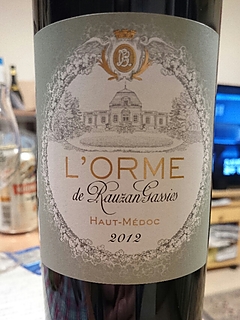 L'ORME
de Rauzan Gassies
HAUT-MÉDOC
2012